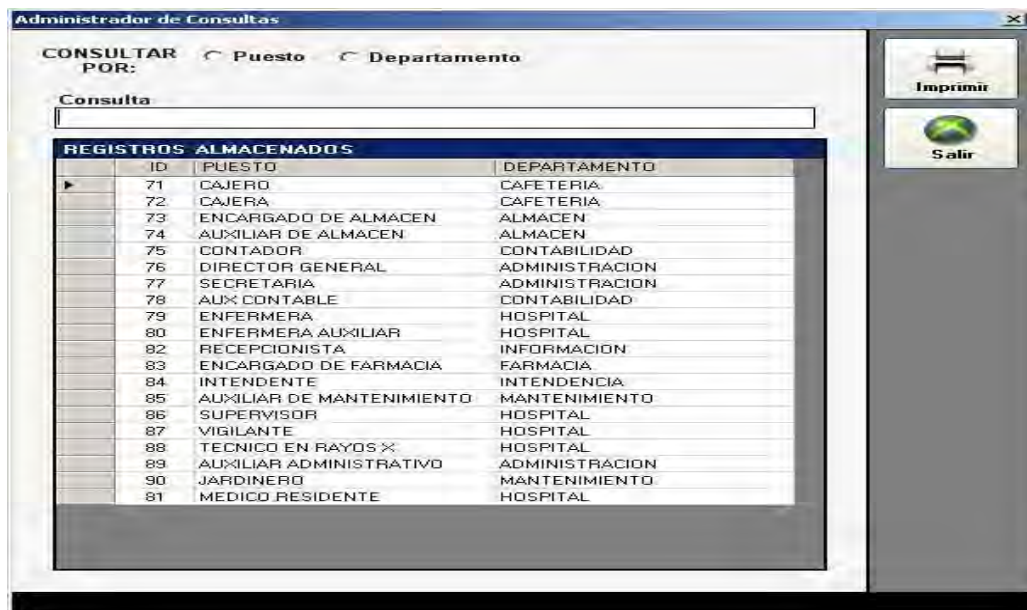 Administrador de Consultas
CONSULTAR POR:
Puesto
Departamento
Imprimir
Salir
Consulta
REGISTROS ALMACENADOS
ID PUESTO DEPARTAMENTO
71 CAJERO CAFETERIA
72 CAJERA CAFETERIA
73 ENCARGADO DE ALMACEN ALMACEN
74 AUXILIAR DE ALMACEN ALMACEN
75 CONTADOR CONTABILIDAD
76 DIRECTOR GENERAL ADMINISTRACION
77 SECRETARIA ADMINISTRACION
78 AUX CONTABLE CONTABILIDAD
79 ENFERMERA HOSPITAL
80 ENFERMERA AUXILIAR HOSPITAL
82 RECEPCIONISTA INFORMACION
83 ENCARGADO DE FARMACIA FARMACIA
84 INTENDENTE INTENDENCIA
85 AUXILIAR DE MANTENIMIENTO MANTENIMIENTO
86 SUPERVISOR HOSPITAL
87 VIGILANTE HOSPITAL
88 TECNICO EN RAYOS X HOSPITAL
89 AUXILIAR ADMINISTRATIVO ADMINISTRACION
90 JARDINERO MANTENIMIENTO
81 MEDICO RESIDENTE HOSPITAL